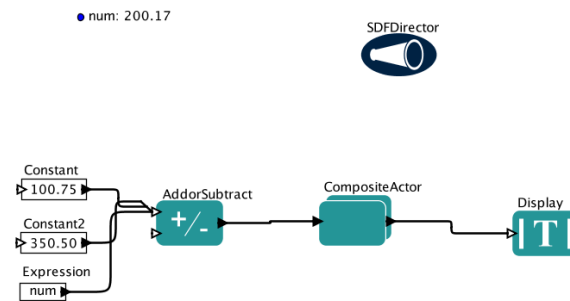 num: 200.17
SDFDirector
Constant
100.75
AddorSubtract
+/-
CompositeActor
Display
T
Constant2
350.50
Expression
num